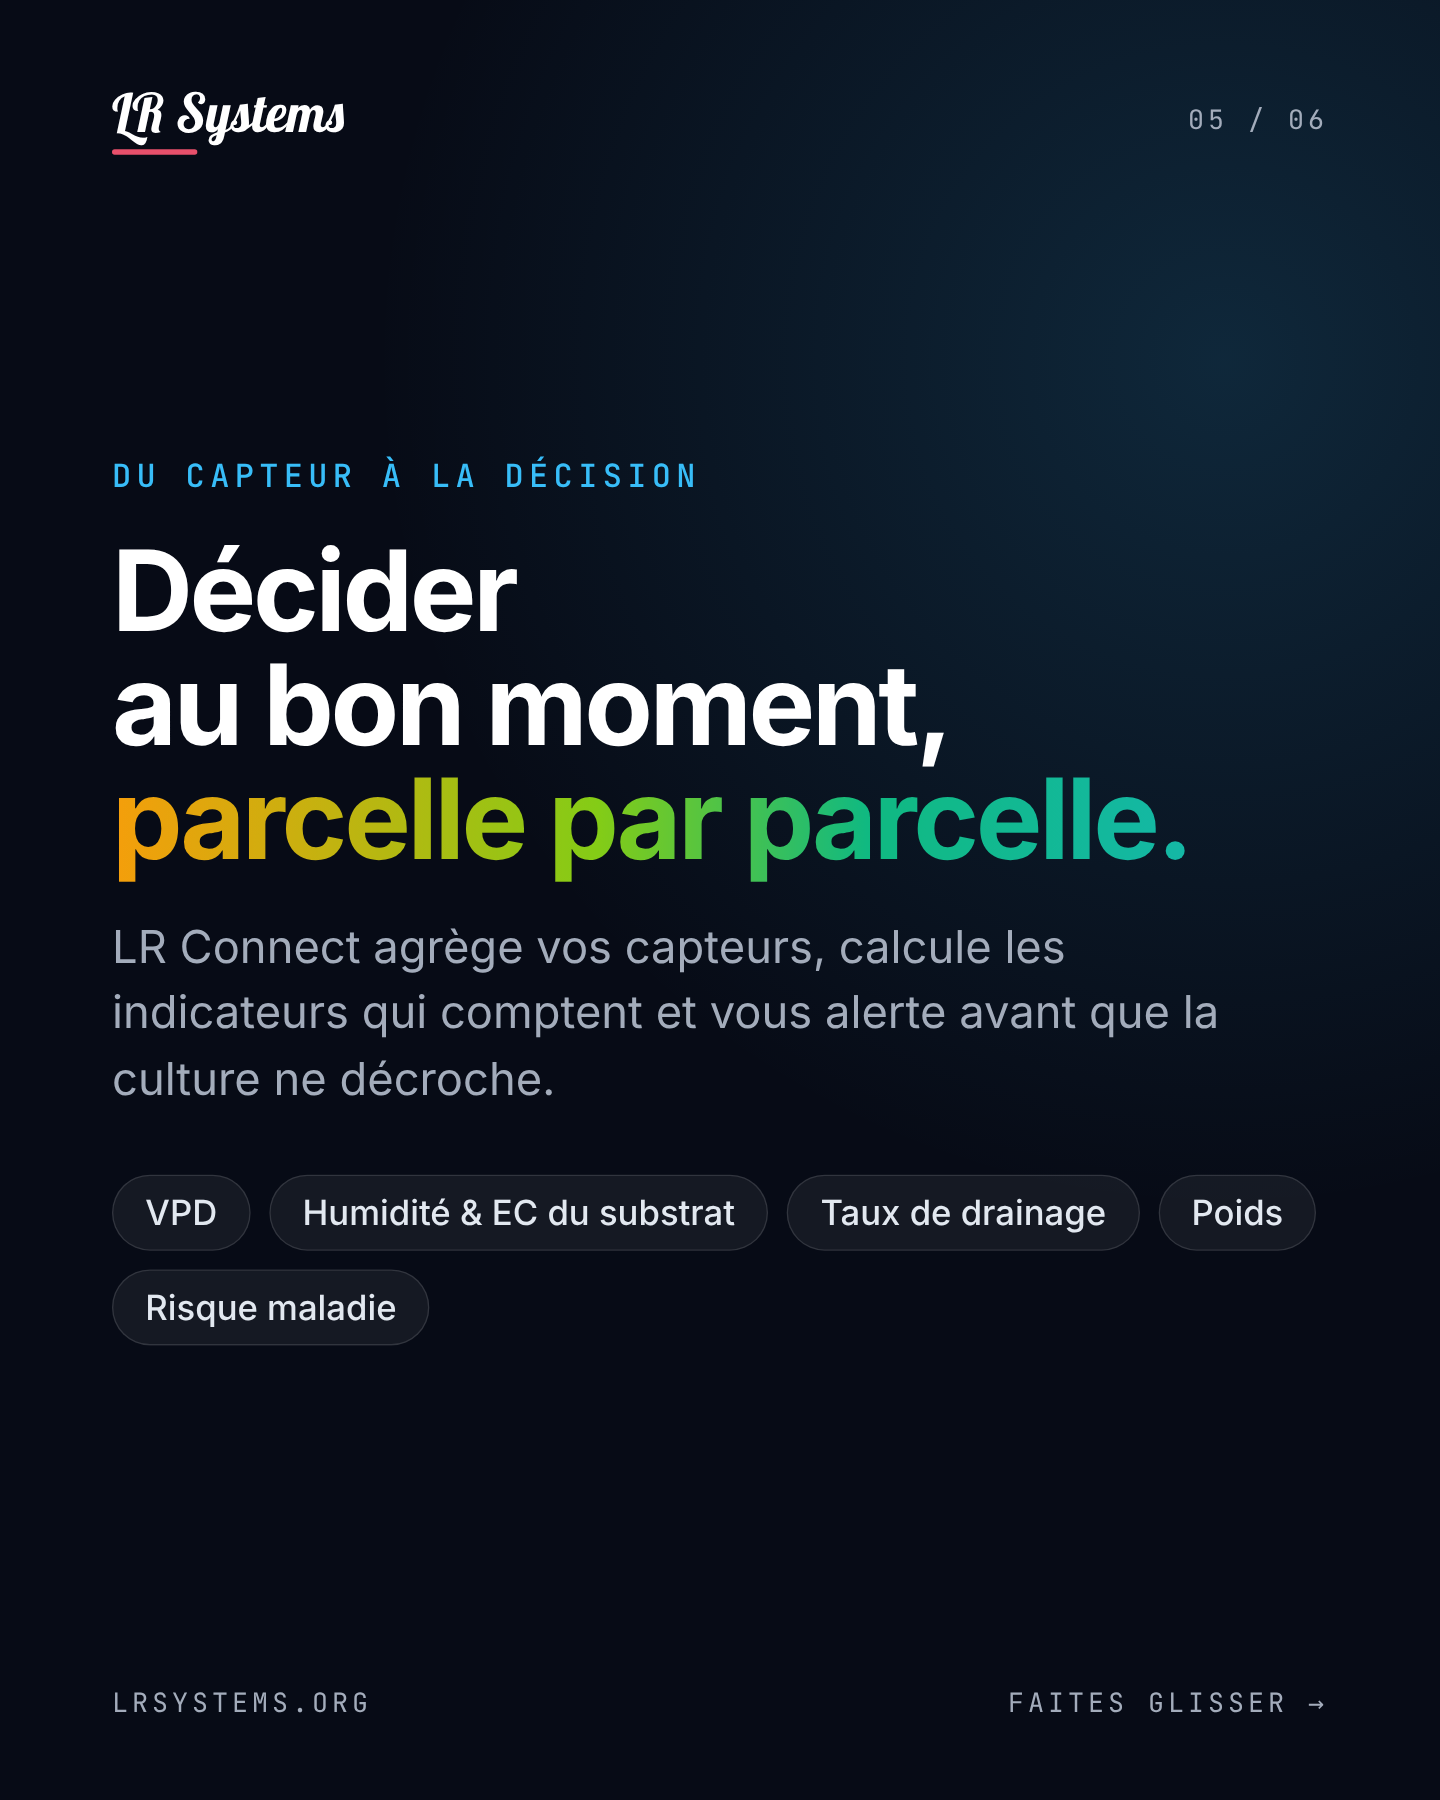 LR Systems
05 / 06
DU CAPTEUR À LA DÉCISION
Décider
au bon moment,
parcelle par parcelle.
LR Connect agrège vos capteurs, calcule les
indicateurs qui comptent et vous alerte avant que la
culture ne décroche.
VPD
Humidité & EC du substrat
Taux de drainage
Poids
Risque maladie
LRSYSTEMS.ORG
FAITES GLISSER →